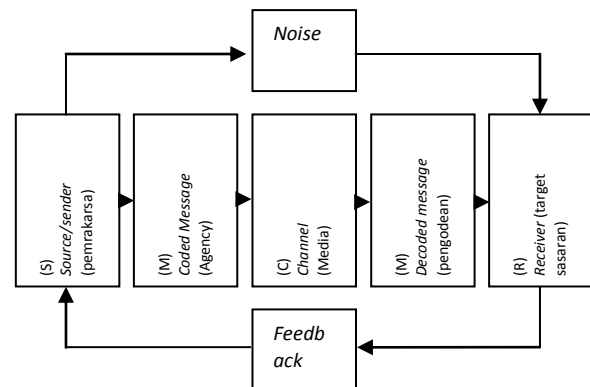 Noise
(S)
Source/sender
(pemrakarsa)
(M)
Coded Message
(Agency)
(C)
Channel
(Media)
(M)
Decoded message
(pengodean)
(R)
Receiver (target
sasaran)
Feedb
ack